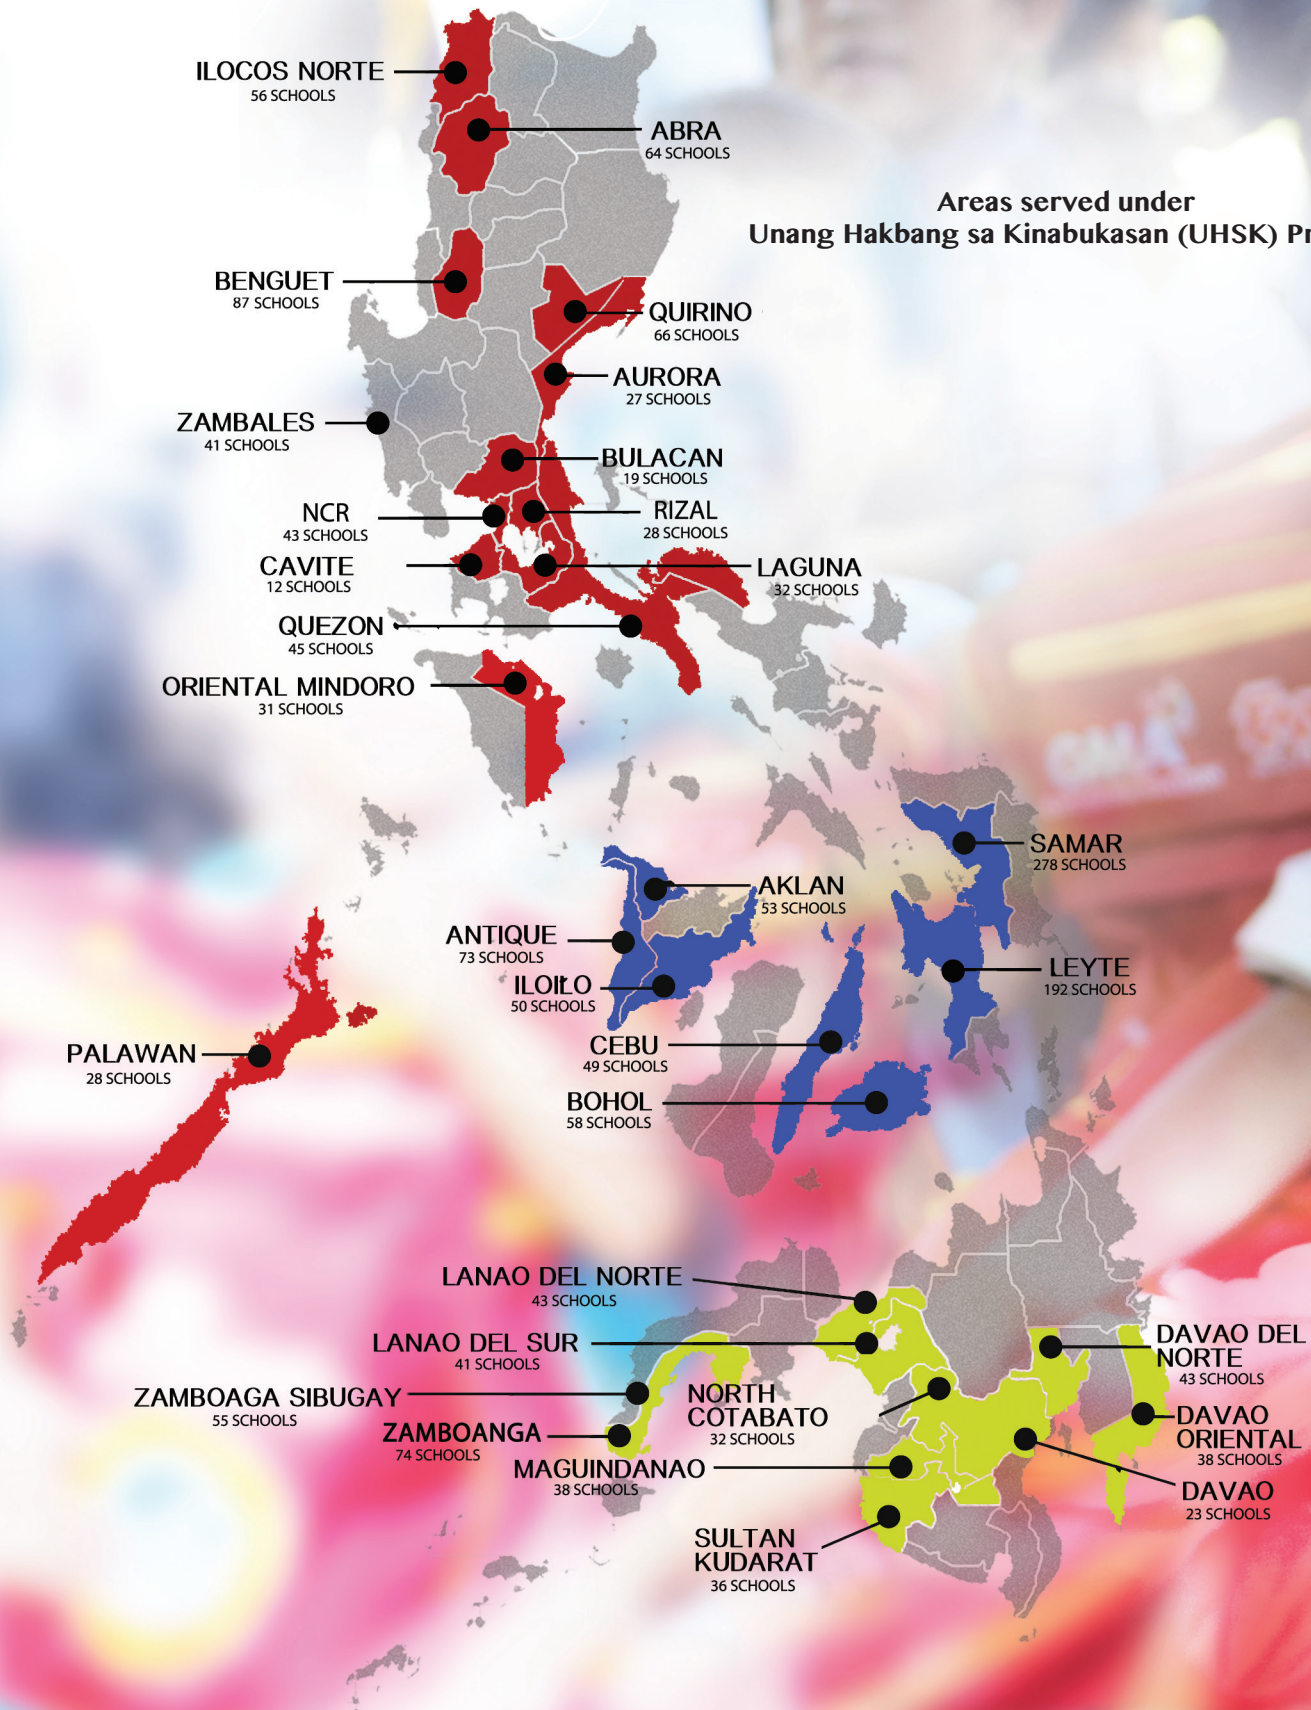 ILOCOS NORTE
56 SCHOOLS
ABRA
64 SCHOOLS
Areas served under
Unang Hakbang sa Kinabukasan (UHSK)
BENGUET
87 SCHOOLS
QUIRINO
66 SCHOOLS
AURORA
27 SCHOOLS
ZAMBALES
41 SCHOOLS
BULACAN
19 SCHOOLS
NCR
43 SCHOOLS
RIZAL
28 SCHOOLS
CAVITE
12 SCHOOLS
LAGUNA
32 SCHOOLS
QUEZON
45 SCHOOLS
ORIENTAL MINDORO
31 SCHOOLS
GMA
SAMAR
278 SCHOOLS
AKLAN
53 SCHOOLS
ANTIQUE
73 SCHOOLS
ILOILO
50 SCHOOLS
LEYTE
192 SCHOOLS
CEBU
49 SCHOOLS
PALAWAN
28 SCHOOLS
BOHOL
58 SCHOOLS
LANAO DEL NORTE
43 SCHOOLS
LANAO DEL SUR
41 SCHOOLS
DAVAO DEL
NORTE
43 SCHOOLS
ZAMBOAGA SIBUGAY
55 SCHOOLS
NORTH
COTABATO
32 SCHOOLS
DAVAO
ORIENTAL
38 SCHOOLS
ZAMBOANGA
74 SCHOOLS
MAGUINDANAO
38 SCHOOLS
DAVAO
23 SCHOOLS
SULTAN
KUDARAT
36 SCHOOLS